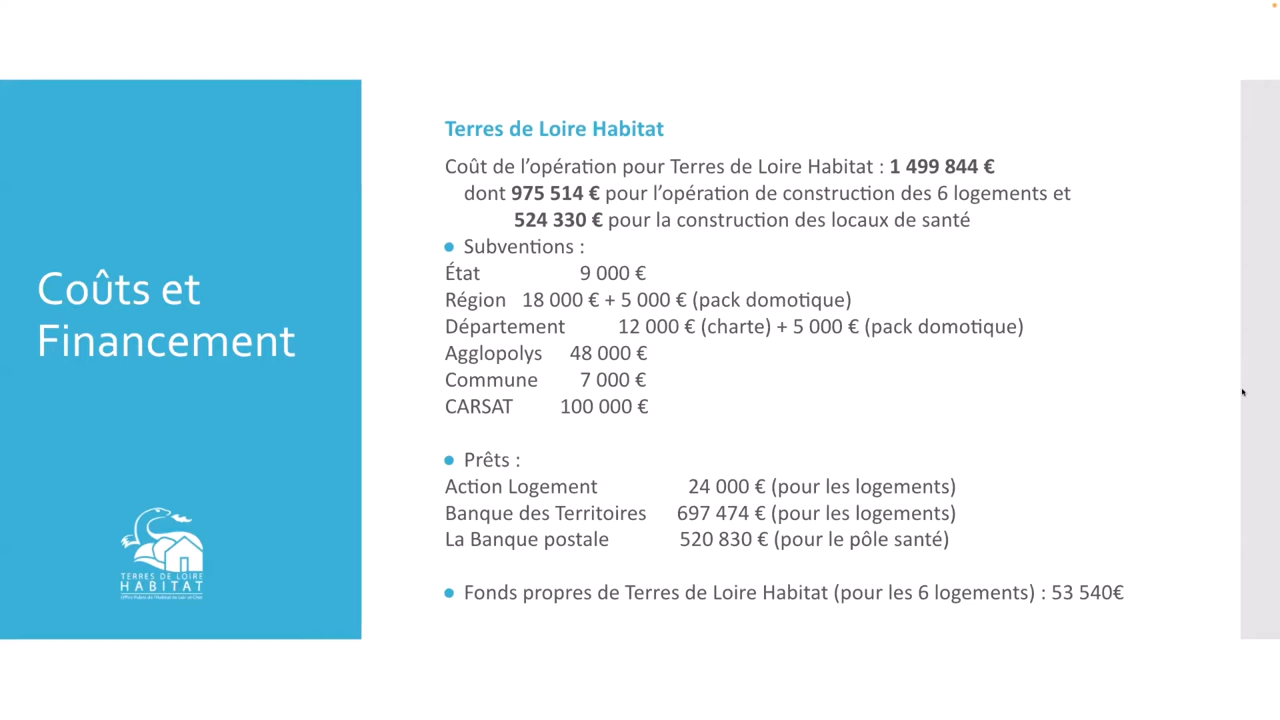 Coûts et
Financement
TERRES DE LOIRE
HABITAT
Terres de Loire Habitat
Coût de l’opération pour Terres de Loire Habitat : 1 499 844 €
dont 975 514 € pour l’opération de construction des 6 logements et
524 330 € pour la construction des locaux de santé
● Subventions :
État 9 000 €
Région 18 000 € + 5 000 € (pack domotique)
Département 12 000 € (charte) + 5 000 € (pack domotique)
Agglopolys 48 000 €
Commune 7 000 €
CARSAT 100 000 €
● Prêts :
Action Logement 24 000 € (pour les logements)
Banque des Territoires 697 474 € (pour les logements)
La Banque postale 520 830 € (pour le pôle santé)
● Fonds propres de Terres de Loire Habitat (pour les 6 logements) : 53 540€